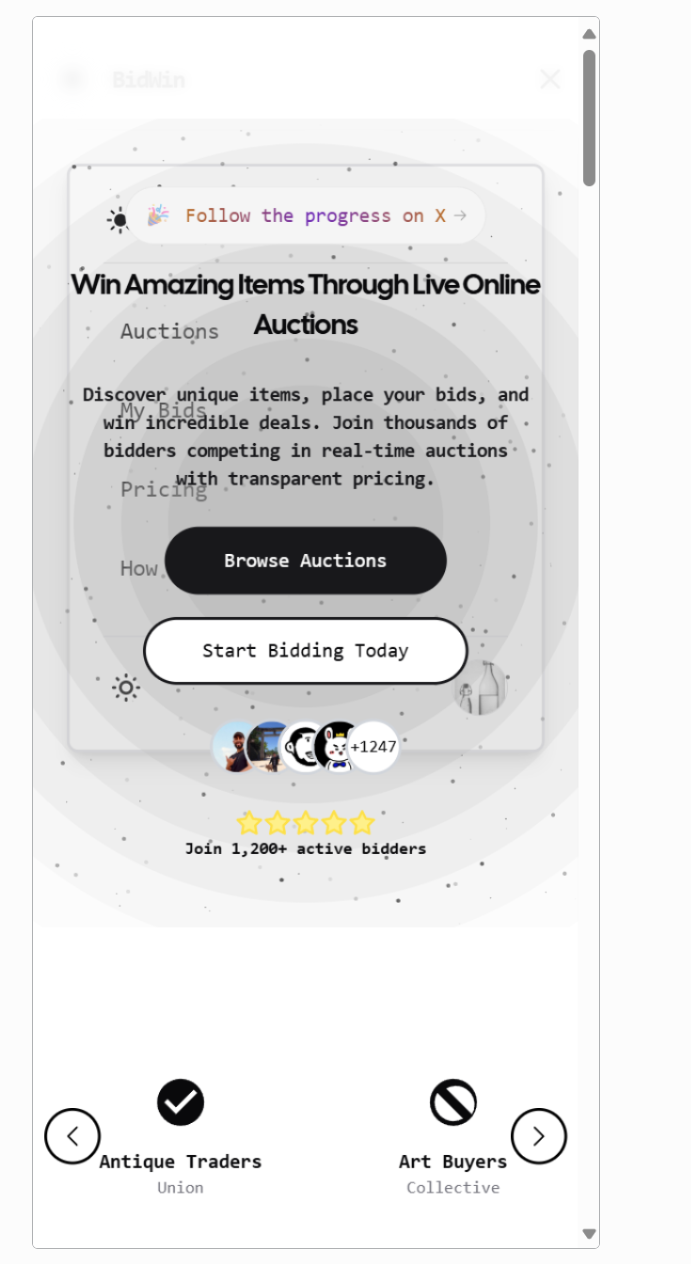 BidWin
🎉 Follow the progress on X →
Win Amazing Items Through Live Online
Auctions
Auctions
Discover unique items, place your bids, and
My Bids
win incredible deals. Join thousands of
bidders competing in real-time auctions
with transparent pricing.
Pricing
Browse Auctions
How
Start Bidding Today
+1247
Join 1,200+ active bidders
Antique Traders
Union
Art Buyers
Collective